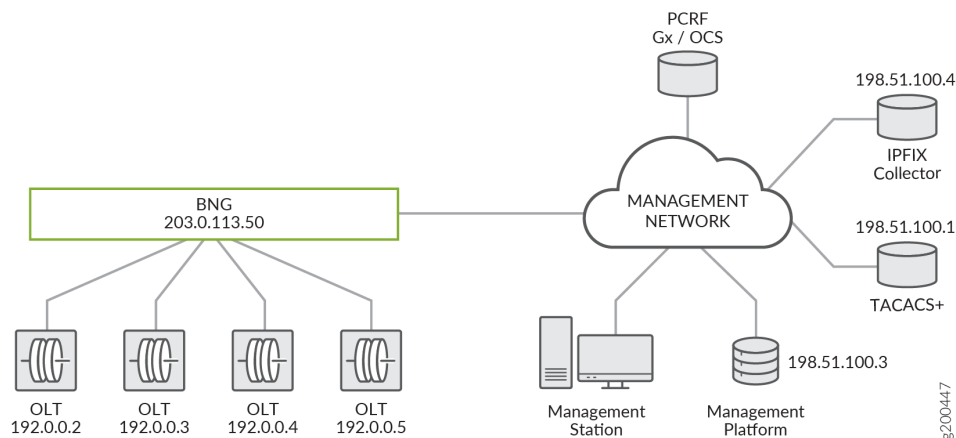 PCRF
Gx / OCS
198.51.100.4
IPFIX
Collector
BNG
203.0.113.50
MANAGEMENT
NETWORK
198.51.100.1
TACACS+
198.51.100.3
OLT
192.0.0.2
OLT
192.0.0.3
OLT
192.0.0.4
OLT
192.0.0.5
Management
Station
Management
Platform
g200447